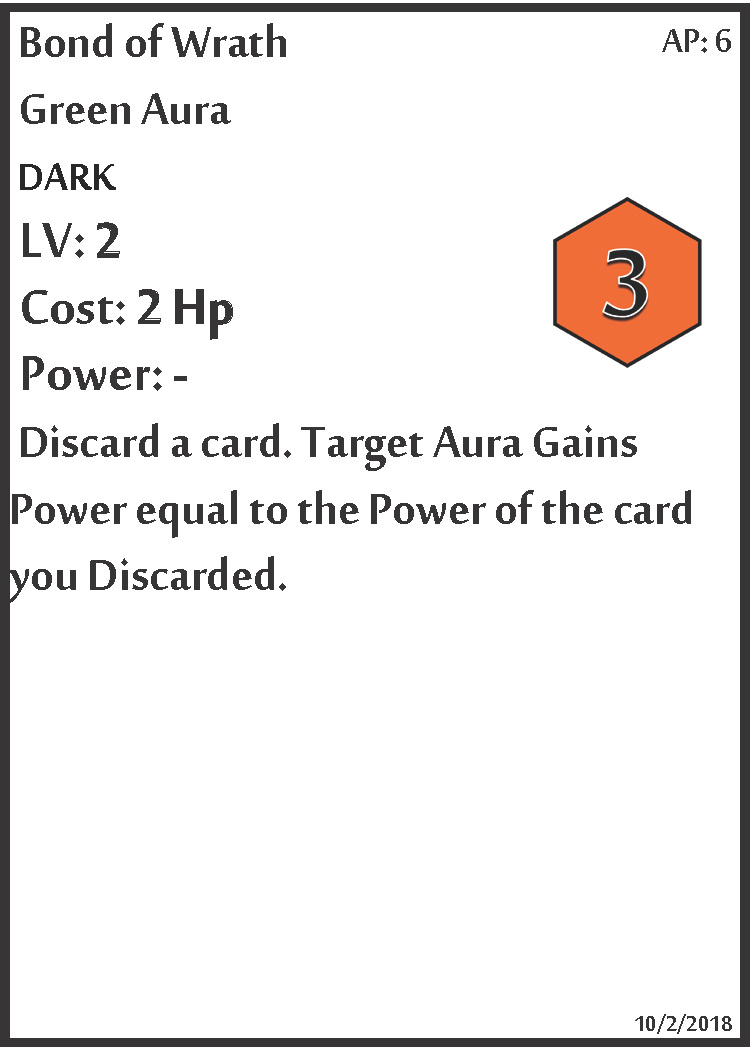 Bond of Wrath
AP: 6
Green Aura
DARK
LV: 2
3
Cost: 2 Hp
Power: -
Discard a card. Target Aura Gains
Power equal to the Power of the card
you Discarded.
10/2/2018